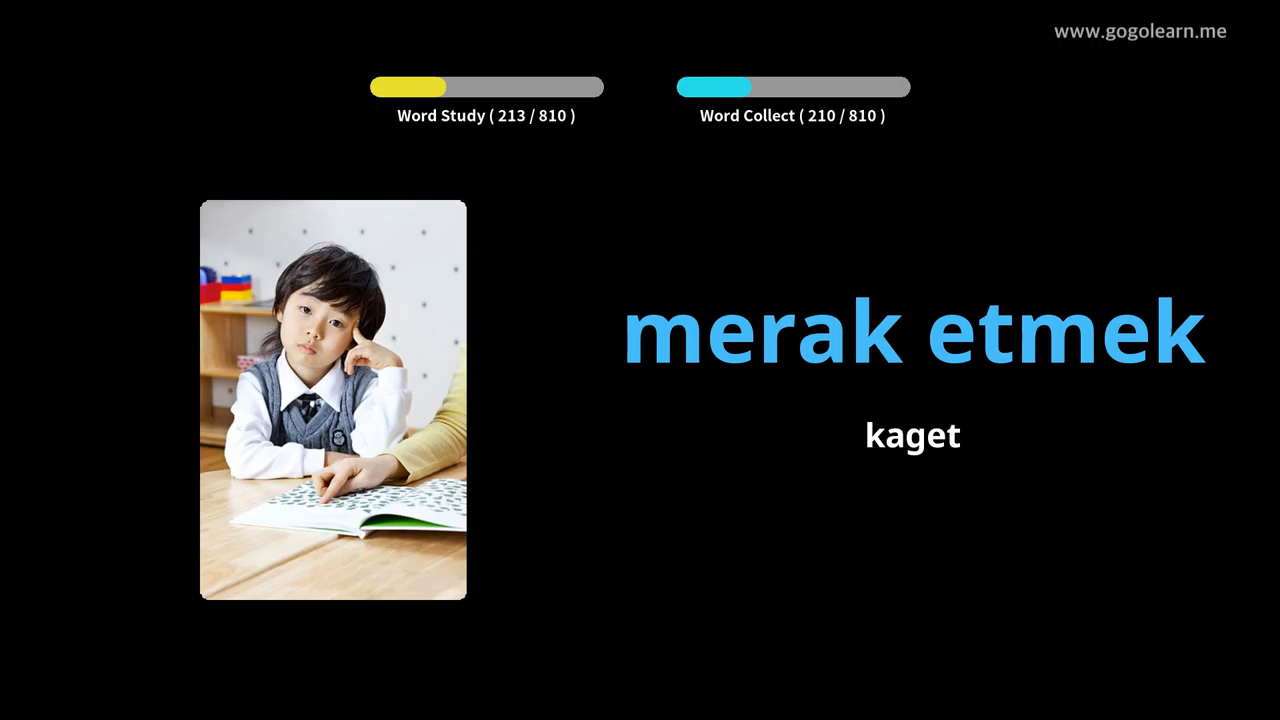 www.gogolearn.me
Word Study ( 213 / 810 )
Word Collect ( 210 / 810 )
merak etmek
kaget